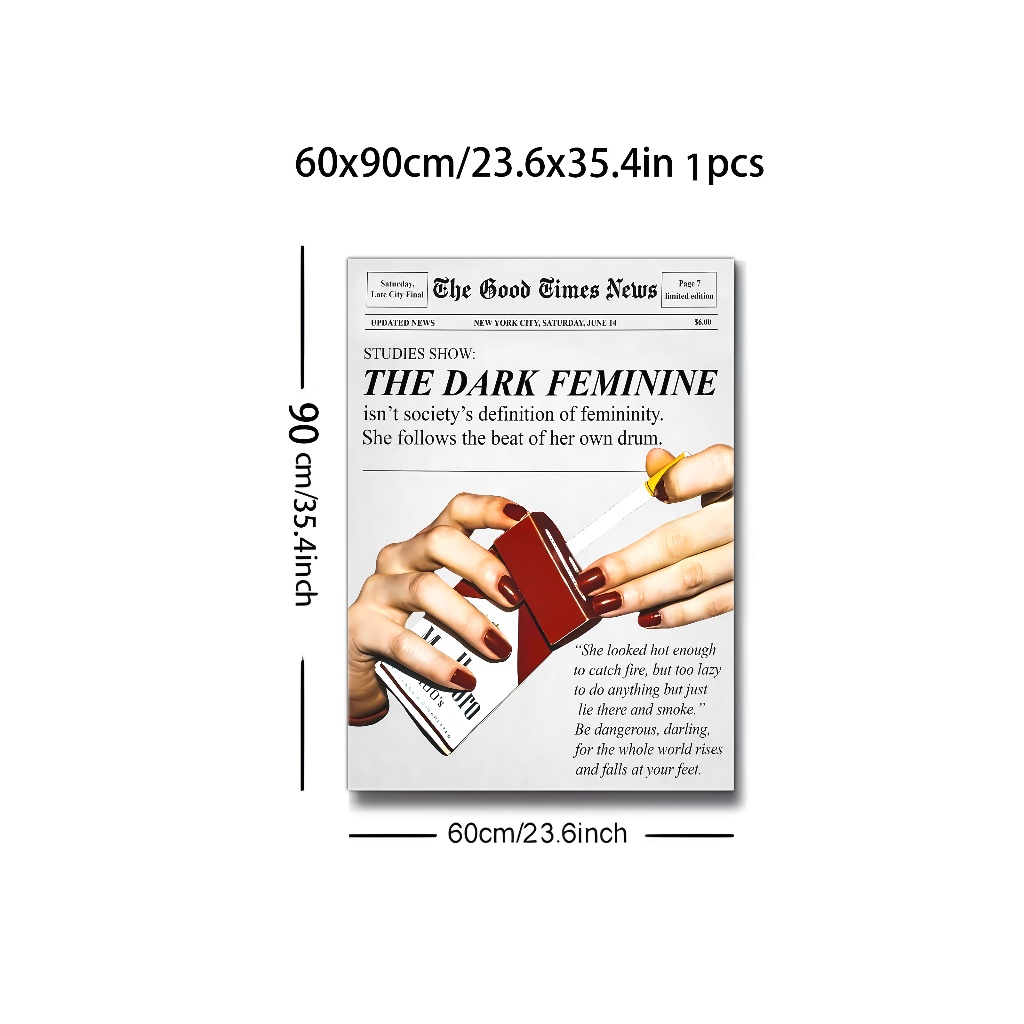 60x90cm/23.6x35.4in 1pcs
90 cm/35.4inch
Saturday,
Late City Final
The Good Times News
Page 7
limited edition
UPDATED NEWS
NEW YORK CITY, SATURDAY, JUNE 14
$6.00
STUDIES SHOW:
THE DARK FEMININE
isn't society's definition of femininity.
She follows the beat of her own drum.
100's
"She looked hot enough
to catch fire, but too lazy
to do anything but just
lie there and smoke."
Be dangerous, darling,
for the whole world rises
and falls at your feet.
60cm/23.6inch